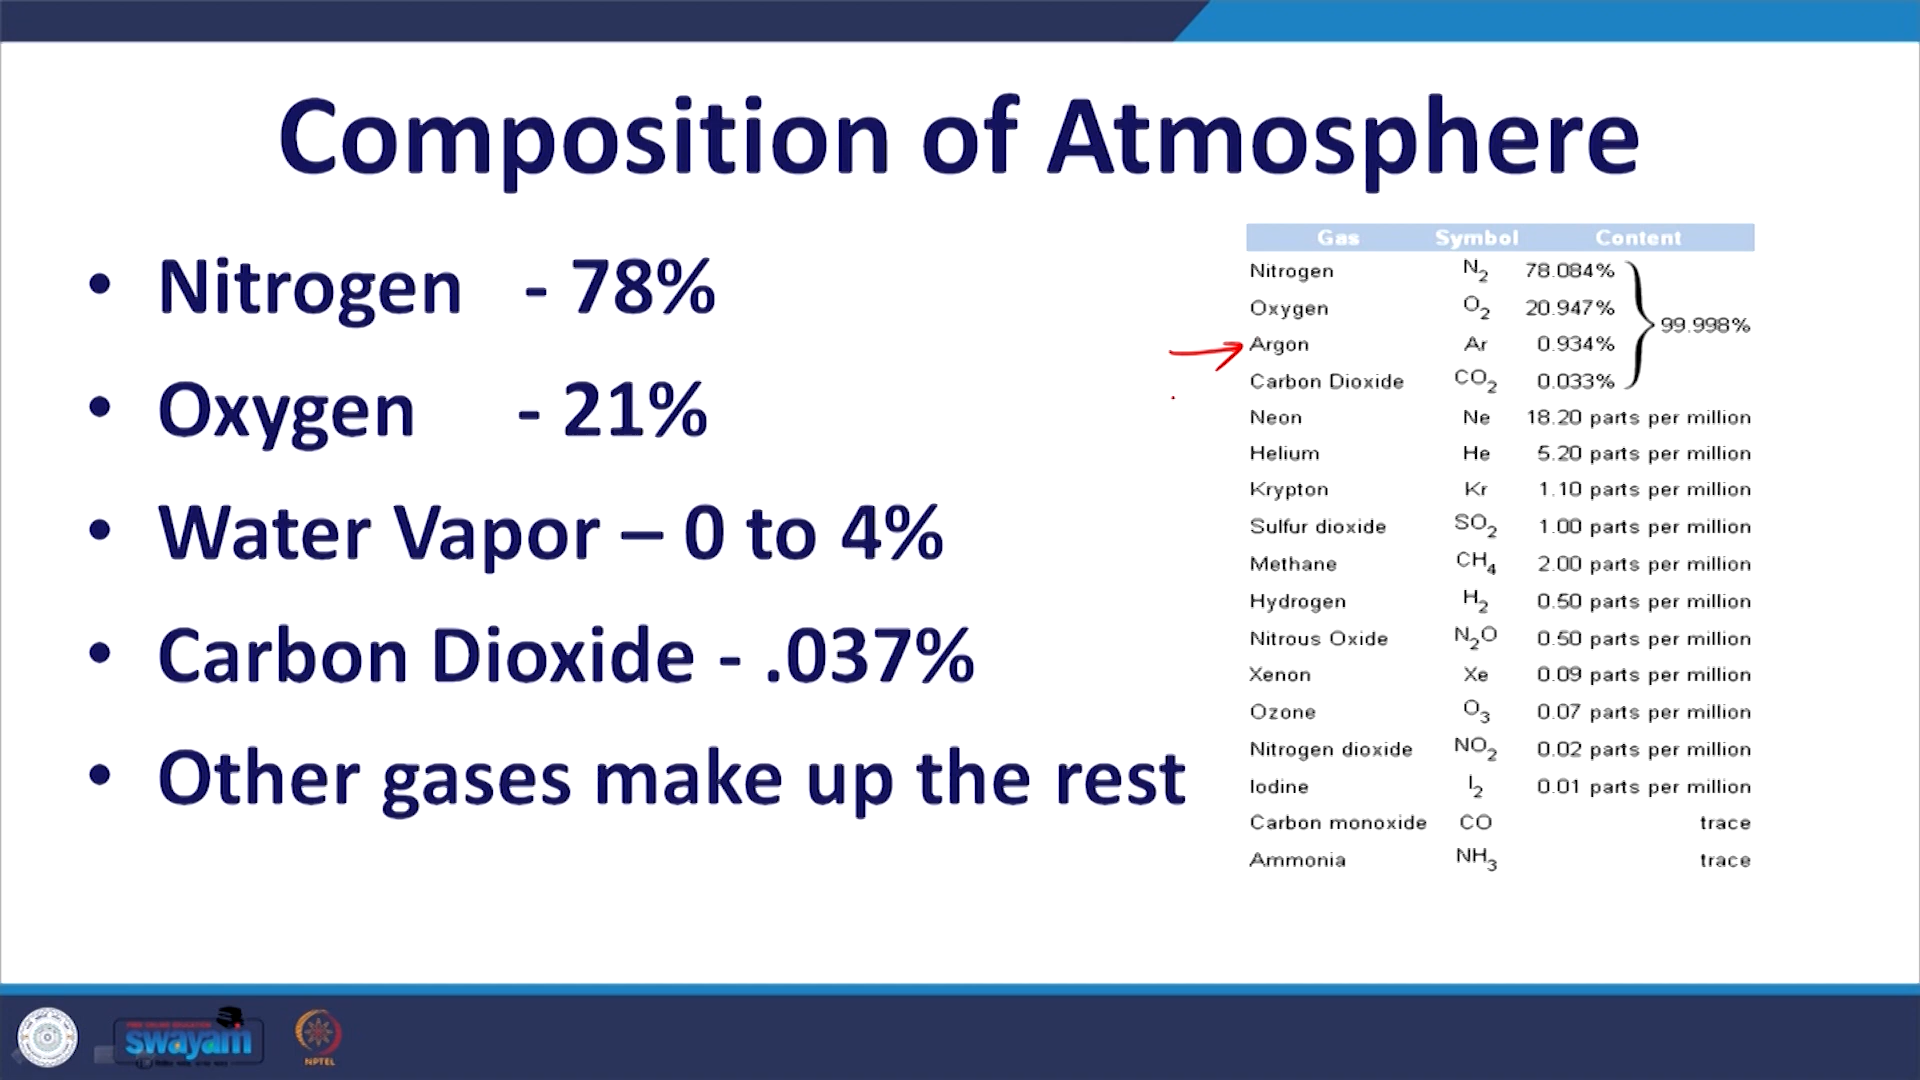 Composition of Atmosphere
• Nitrogen - 78%
• Oxygen - 21%
• Water Vapor – 0 to 4%
• Carbon Dioxide - .037%
• Other gases make up the rest
Gas Symbol Content
Nitrogen N2 78.084%
Oxygen O2 20.947%
99.998%
Argon Ar 0.934%
Carbon Dioxide CO2 0.033%
Neon Ne 18.20 parts per million
Helium He 5.20 parts per million
Krypton Kr 1.10 parts per million
Sulfur dioxide SO2 1.00 parts per million
Methane CH4 2.00 parts per million
Hydrogen H2 0.50 parts per million
Nitrous Oxide N2O 0.50 parts per million
Xenon Xe 0.09 parts per million
Ozone O3 0.07 parts per million
Nitrogen dioxide NO2 0.02 parts per million
Iodine I2 0.01 parts per million
Carbon monoxide CO trace
Ammonia NH3 trace
FREE ONLINE EDUCATION
swayam
NPTEL